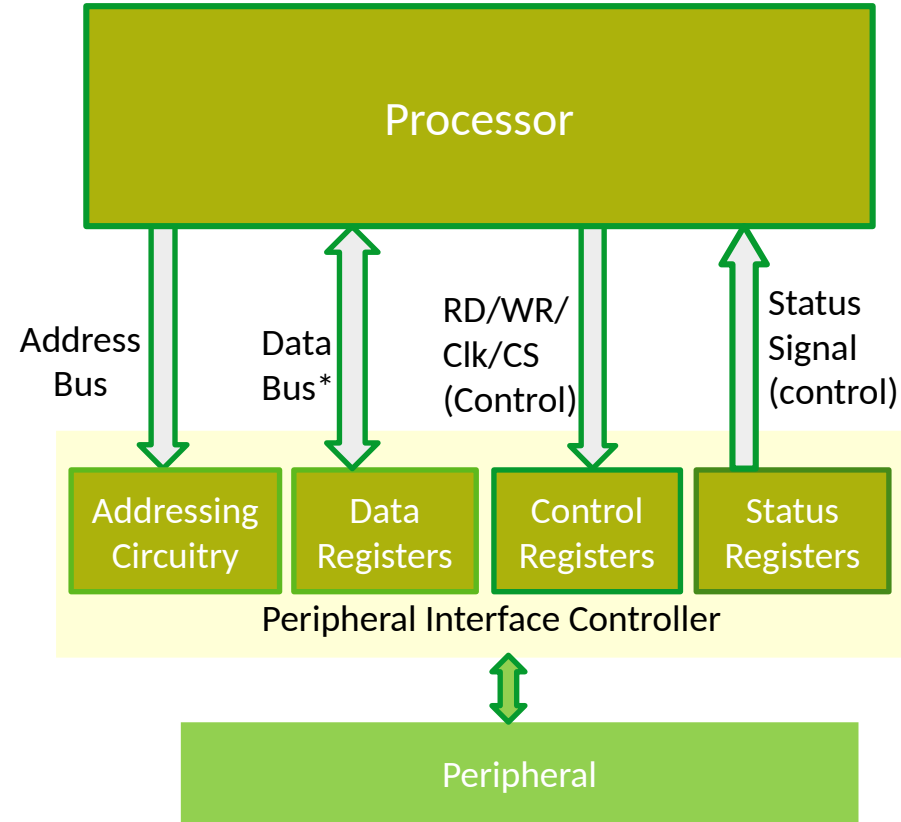 Processor
Address
Bus
Data
Bus*
RD/WR/
Clk/CS
(Control)
Status
Signal
(control)
Addressing
Circuitry
Data
Registers
Control
Registers
Status
Registers
Peripheral Interface Controller
Peripheral